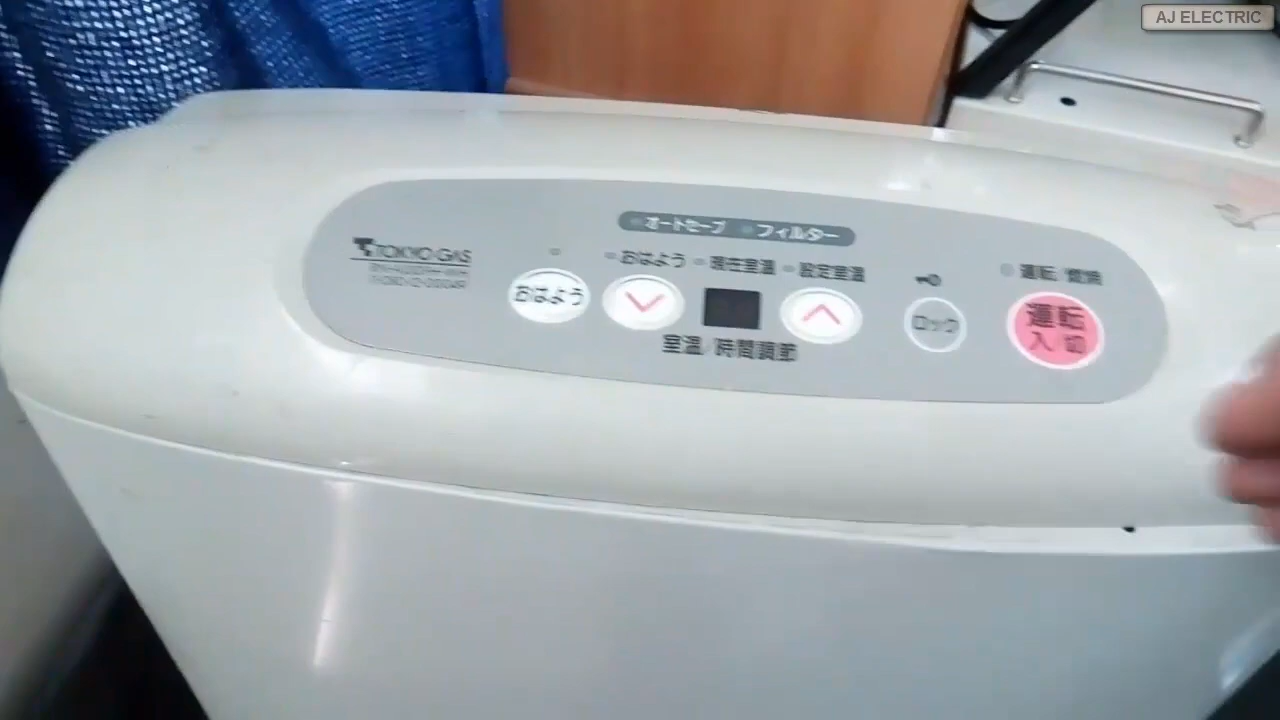 AJ ELECTRIC
オートセーブ フィルター
TOKYO GAS
おはよう 現在室温 設定室温
運転/燃焼
おはよう
ロック
運転
入 切
室温/時間調節